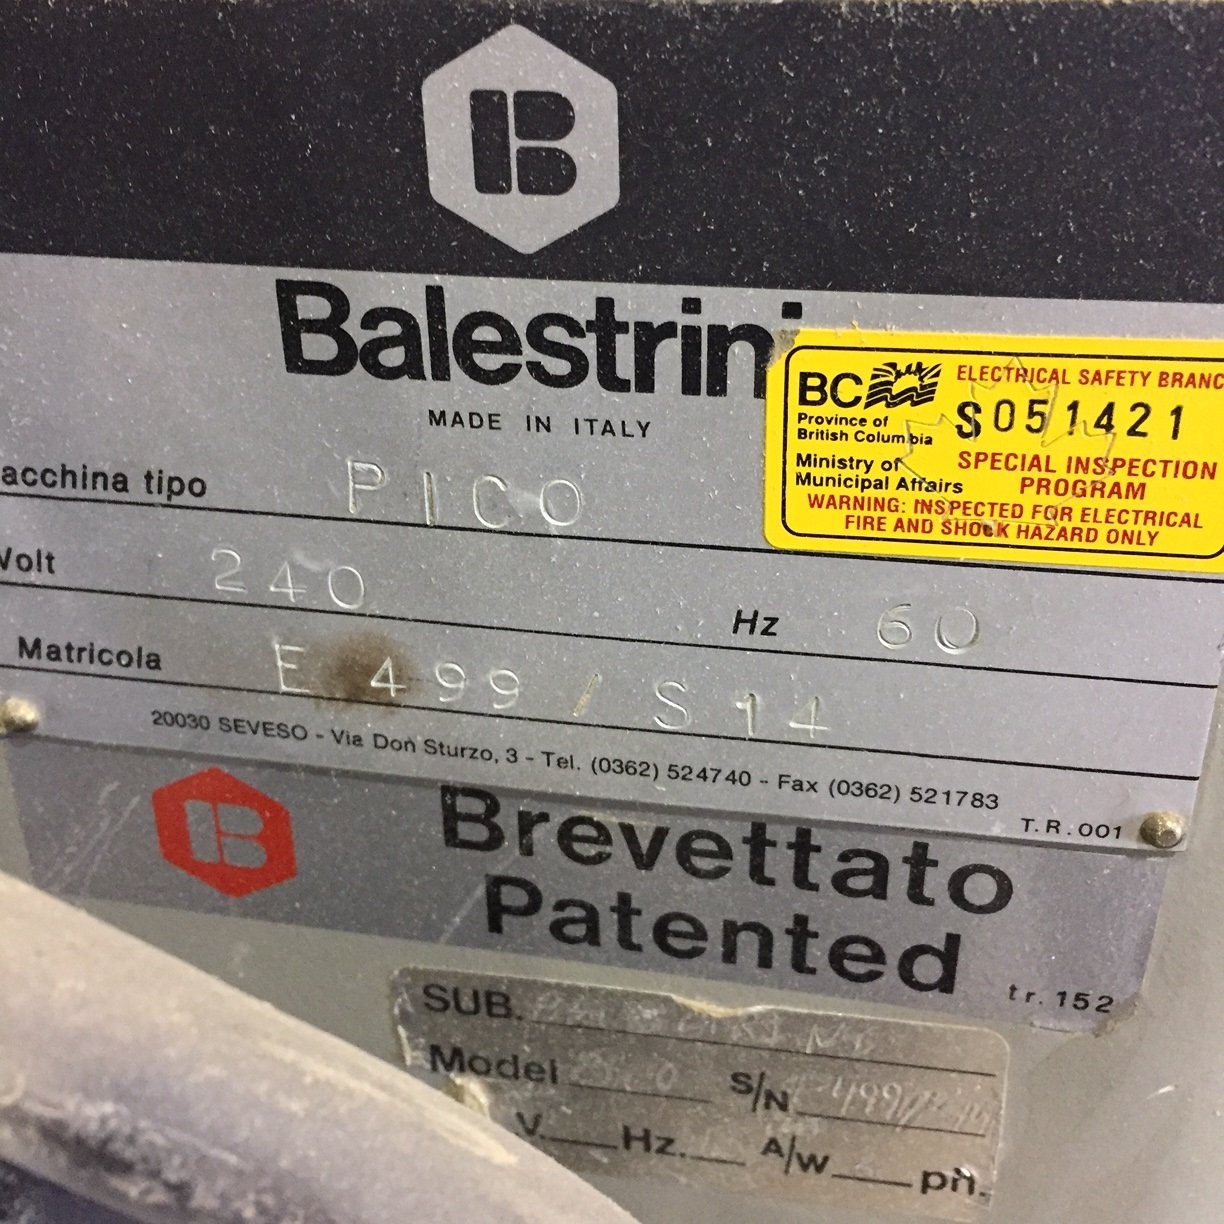 B
Balestrini
MADE IN ITALY
BC
Province of
British Columbia
Ministry of
Municipal Affairs
ELECTRICAL SAFETY BRANC
S051421
SPECIAL INSPECTION
PROGRAM
WARNING: INSPECTED FOR ELECTRICAL
FIRE AND SHOCK HAZARD ONLY
acchina tipo PICO
Volt 240 Hz 60
Matricola E 499 / S14
20030 SEVESO - Via Don Sturzo, 3 - Tel. (0362) 524740 - Fax (0362) 521783
T.R.001
B
Brevettato
Patented
tr. 152
SUB.
Model S/N
V. Hz. A/W pH.